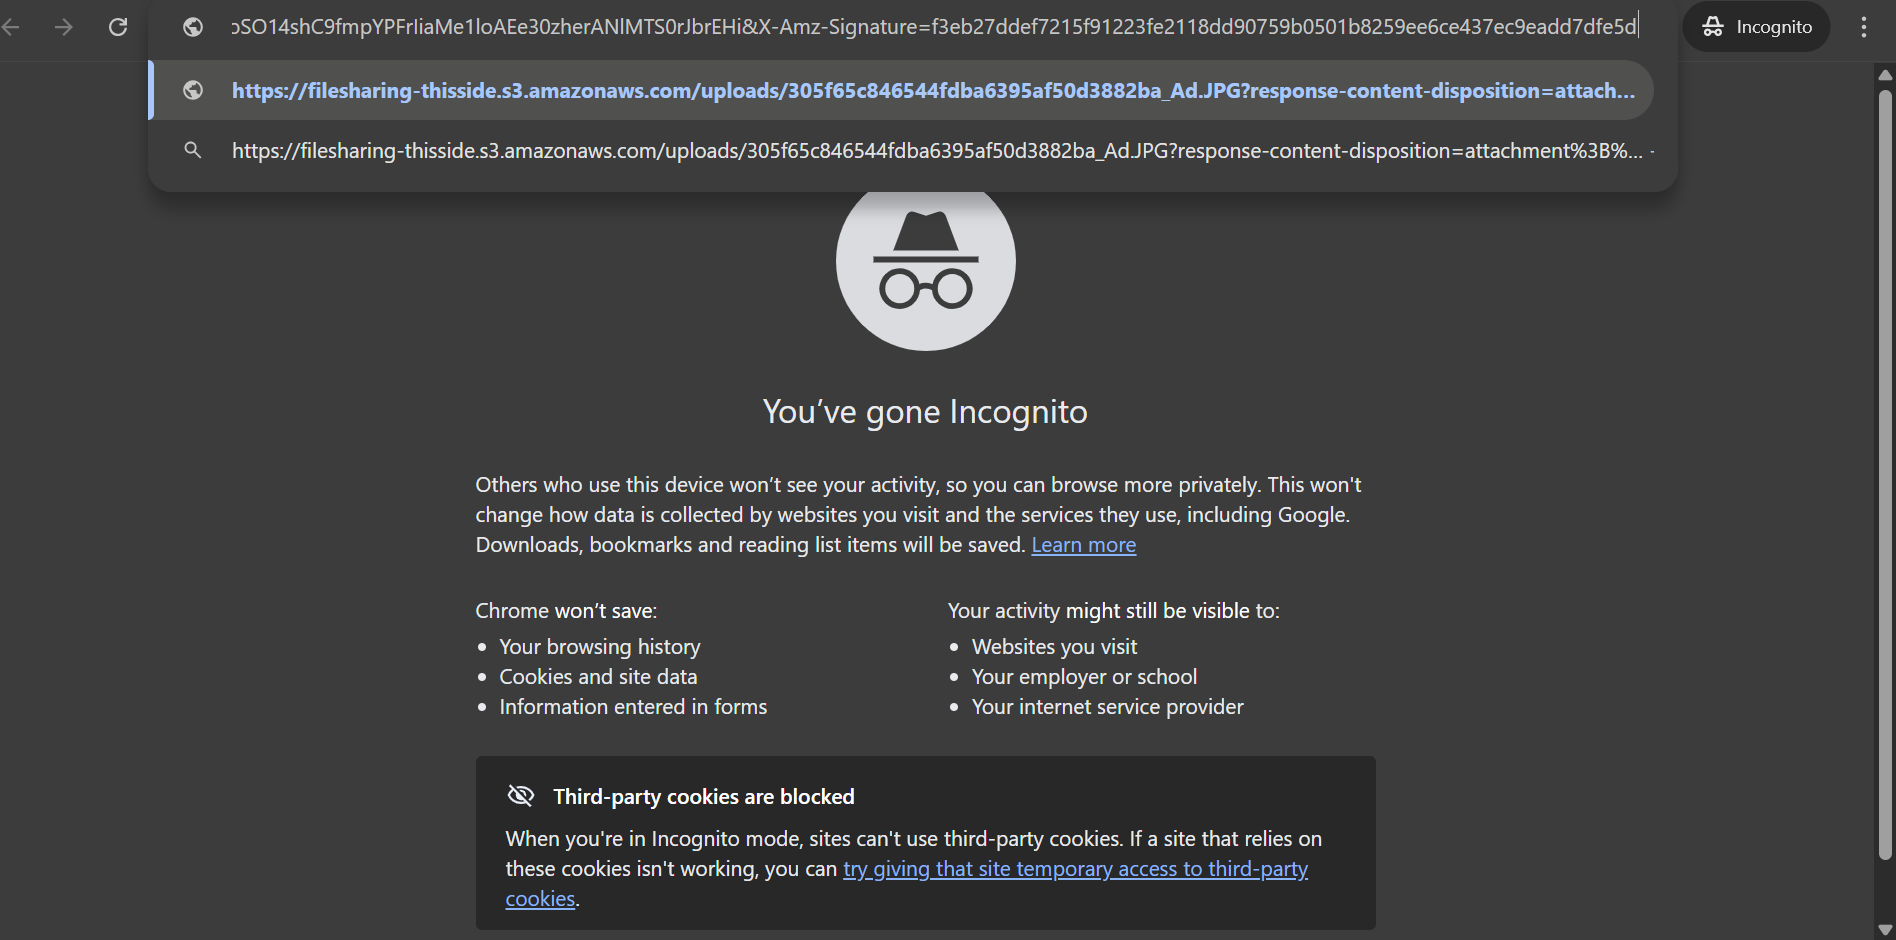 oSO14shC9fmpYPFrIiaMe1loAEe30zherANlMTS0rJbrEHi&X-Amz-Signature=f3eb27ddef7215f91223fe2118dd90759b0501b8259ee6ce437ec9eadd7dfe5d
Incognito
https://filesharing-thisside.s3.amazonaws.com/uploads/305f65c846544fdba6395af50d3882ba_Ad.JPG?response-content-disposition=attach...
https://filesharing-thisside.s3.amazonaws.com/uploads/305f65c846544fdba6395af50d3882ba_Ad.JPG?response-content-disposition=attachment%3B%... -
You’ve gone Incognito
Others who use this device won’t see your activity, so you can browse more privately. This won't
change how data is collected by websites you visit and the services they use, including Google.
Downloads, bookmarks and reading list items will be saved. Learn more
Chrome won’t save:
Your browsing history
Cookies and site data
Information entered in forms
Your activity might still be visible to:
Websites you visit
Your employer or school
Your internet service provider
Third-party cookies are blocked
When you're in Incognito mode, sites can't use third-party cookies. If a site that relies on
these cookies isn't working, you can try giving that site temporary access to third-party
cookies.